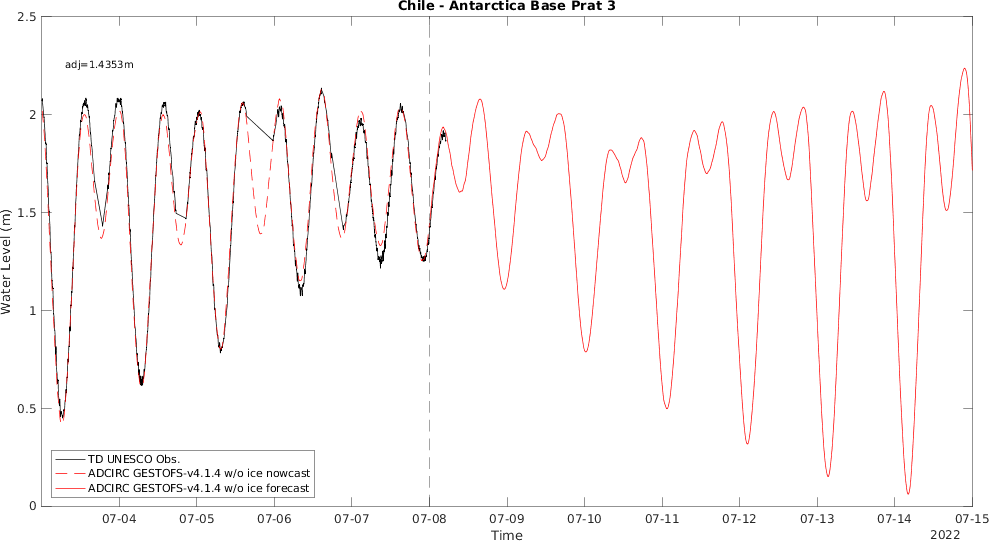 Chile - Antarctica Base Prat 3
adj=1.4353m
Water Level (m)
2.5
2
1.5
1
0.5
0
TD UNESCO Obs.
ADCIRC GESTOFS-v4.1.4 w/o ice nowcast
ADCIRC GESTOFS-v4.1.4 w/o ice forecast
07-04 07-05 07-06 07-07 07-08 07-09 07-10 07-11 07-12 07-13 07-14 07-15
Time
2022